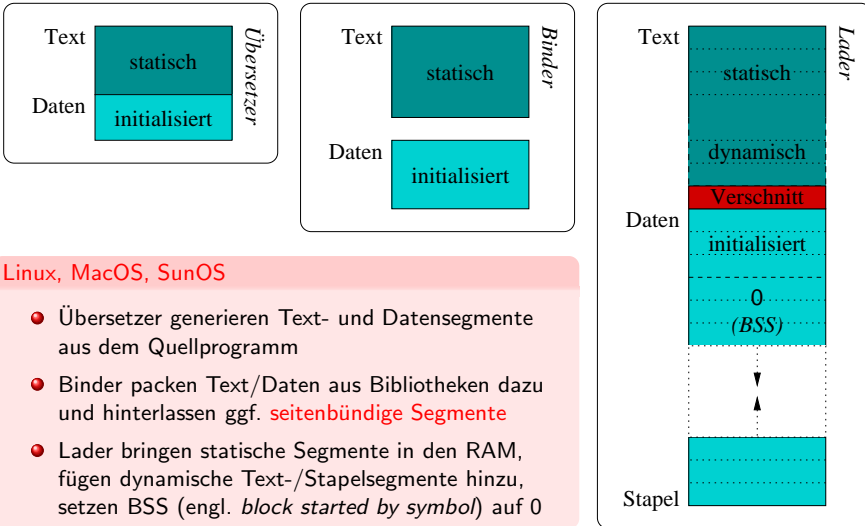 Text
statisch
Daten
initialisiert
Übersetzer
Text
statisch
Daten
initialisiert
Binder
Text
statisch
dynamisch
Verschnitt
Daten
initialisiert
0
(BSS)
Stapel
Lader
Linux, MacOS, SunOS
Übersetzer generieren Text- und Datensegmente
aus dem Quellprogramm
Binder packen Text/Daten aus Bibliotheken dazu
und hinterlassen ggf. seitenbündige Segmente
Lader bringen statische Segmente in den RAM,
fügen dynamische Text-/Stapelsegmente hinzu,
setzen BSS (engl. block started by symbol) auf 0